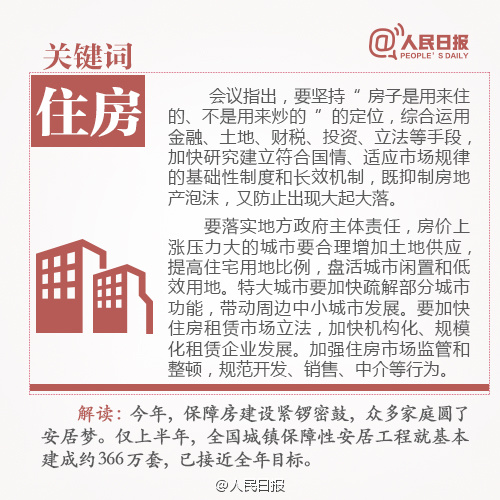 关键词
@人民日报
PEOPLE'S DAILY
住房
会议指出，要坚持“房子是用来住
的、不是用来炒的”的定位，综合运用
金融、土地、财税、投资、立法等手段，
加快研究建立符合国情、适应市场规律
的基础性制度和长效机制，既抑制房地
产泡沫，又防止出现大起大落。
要落实地方政府主体责任，房价上
涨压力大的城市要合理增加土地供应，
提高住宅用地比例，盘活城市闲置和低
效用地。特大城市要加快疏解部分城市
功能，带动周边中小城市发展。要加快
住房租赁市场立法，加快机构化、规模
化租赁企业发展。加强住房市场监管和
整顿，规范开发、销售、中介等行为。
解读：今年，保障房建设紧锣密鼓，众多家庭圆了
安居梦。仅上半年，全国城镇保障性安居工程就基本
建成约366万套，已接近全年目标。
@人民日报